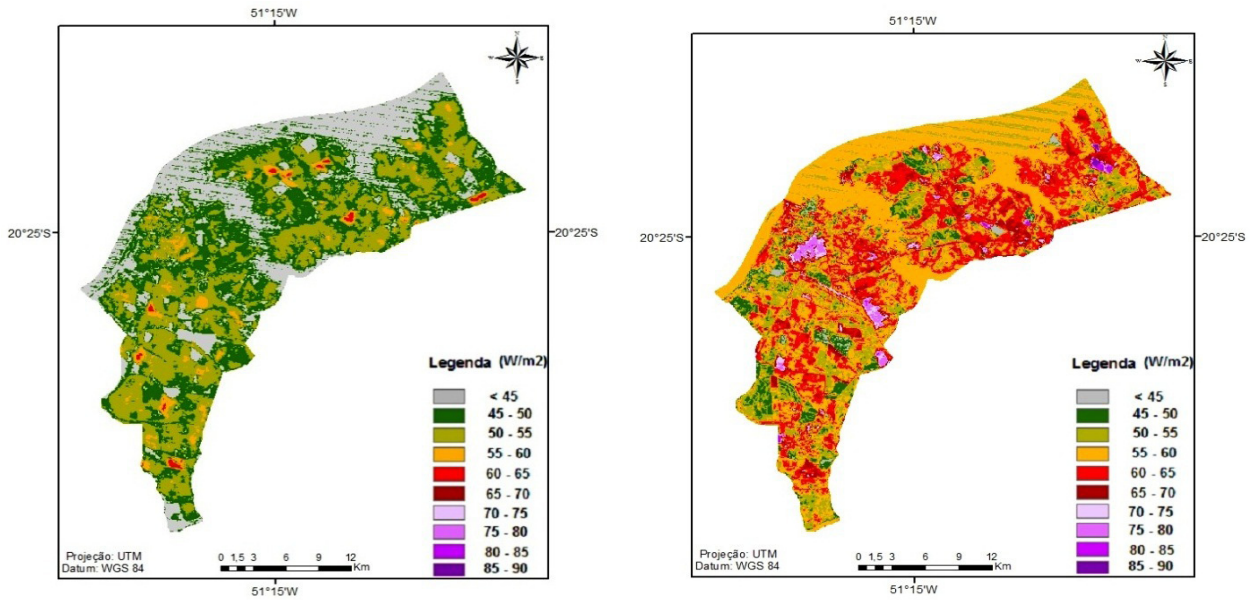 51°15'W
20°25'S
20°25'S
Legenda (W/m2)
< 45
45 - 50
50 - 55
55 - 60
60 - 65
65 - 70
70 - 75
75 - 80
80 - 85
85 - 90
Projeção: UTM
Datum: WGS 84
0 1,5 3 6 9 12
Km
51°15'W
51°15'W
20°25'S
20°25'S
Legenda (W/m2)
< 45
45 - 50
50 - 55
55 - 60
60 - 65
65 - 70
70 - 75
75 - 80
80 - 85
85 - 90
Projeção: UTM
Datum: WGS 84
0 1,5 3 6 9 12
Km
51°15'W